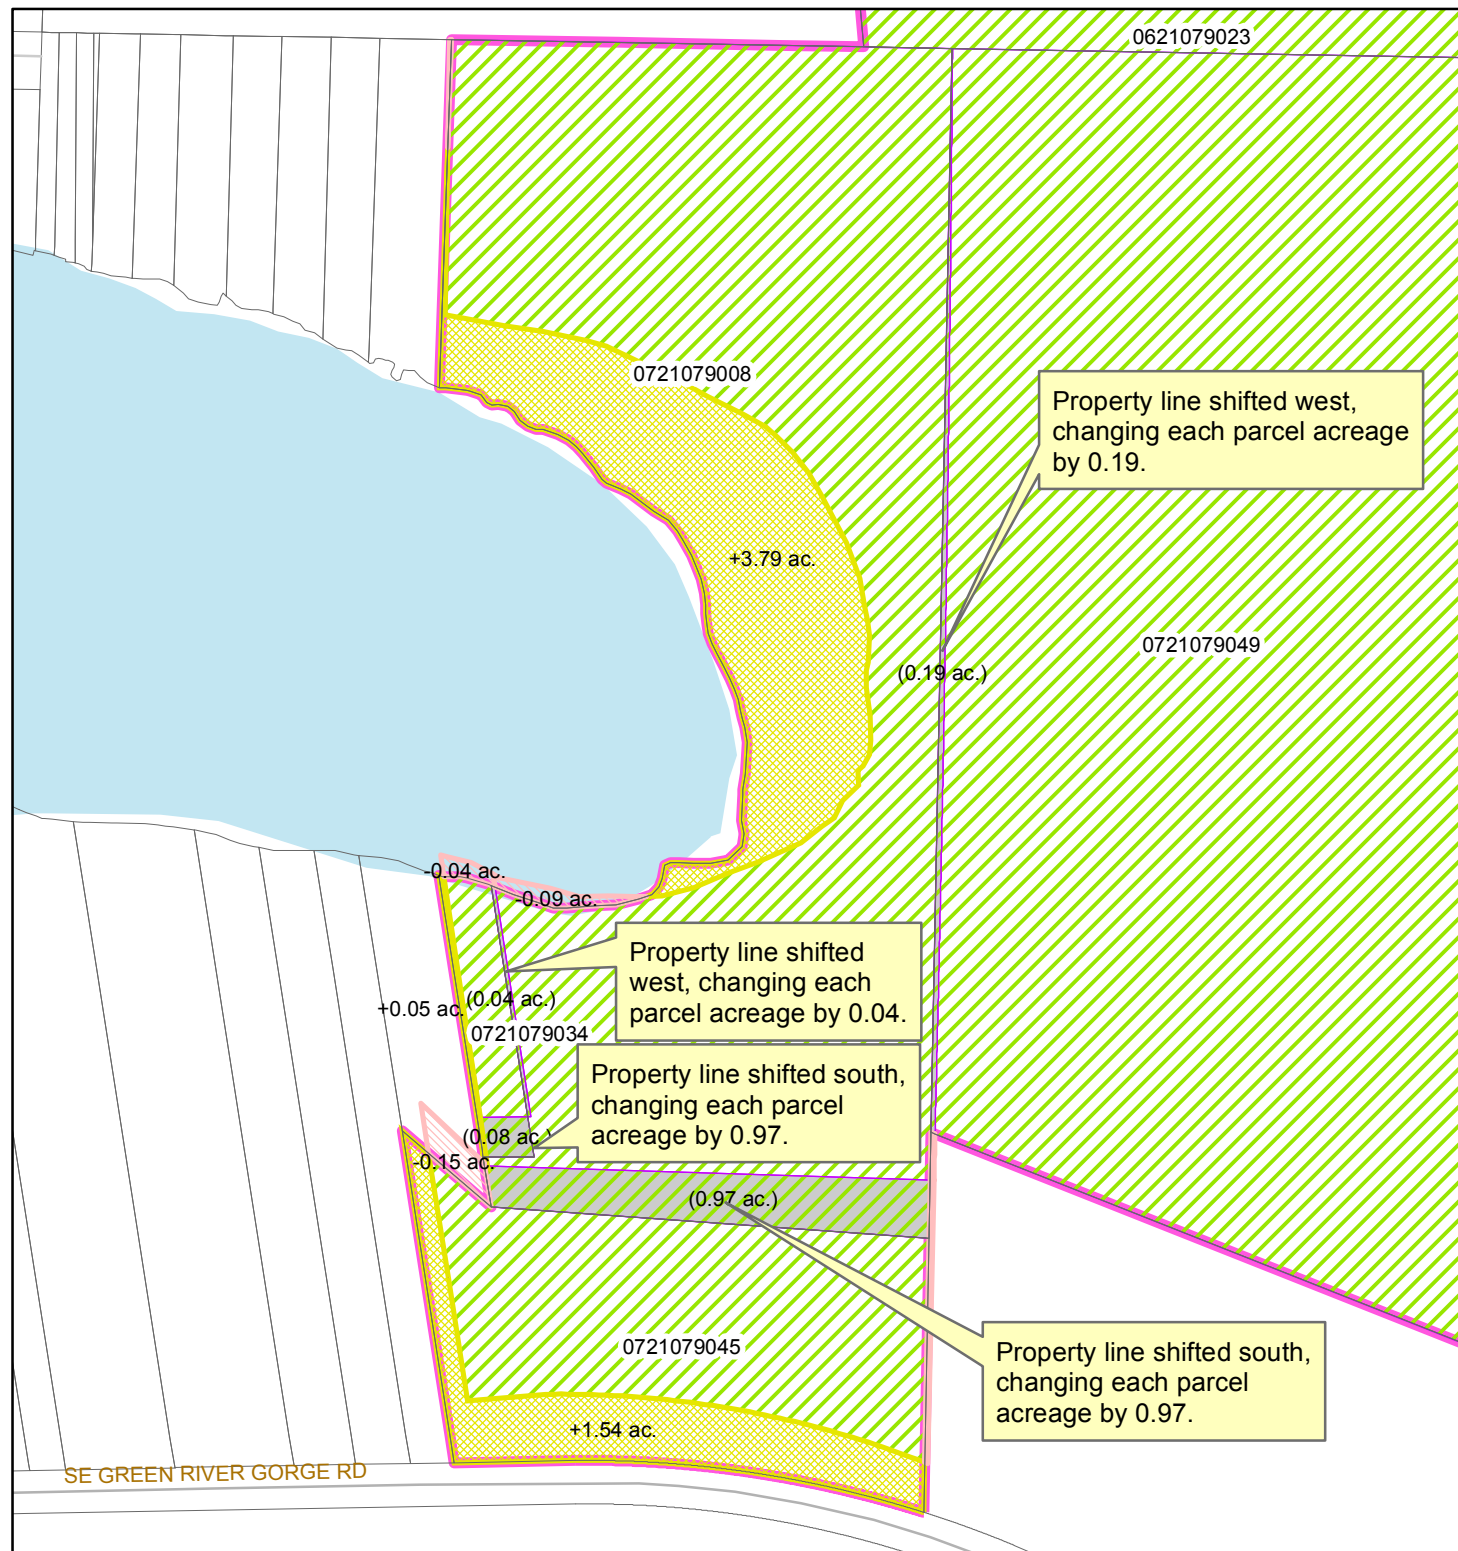 0621079023
0721079008
Property line shifted west,
changing each parcel acreage
by 0.19.
+3.79 ac.
0721079049
(0.19 ac.)
-0.04 ac.
-0.09 ac.
Property line shifted
west, changing each
parcel acreage by 0.04.
(0.04 ac.)
+0.05 ac.
0721079034
Property line shifted south,
changing each parcel
acreage by 0.97.
(0.08 ac.)
-0.15 ac.
(0.97 ac.)
0721079045
Property line shifted south,
changing each parcel
acreage by 0.97.
+1.54 ac.
SE GREEN RIVER GORGE RD